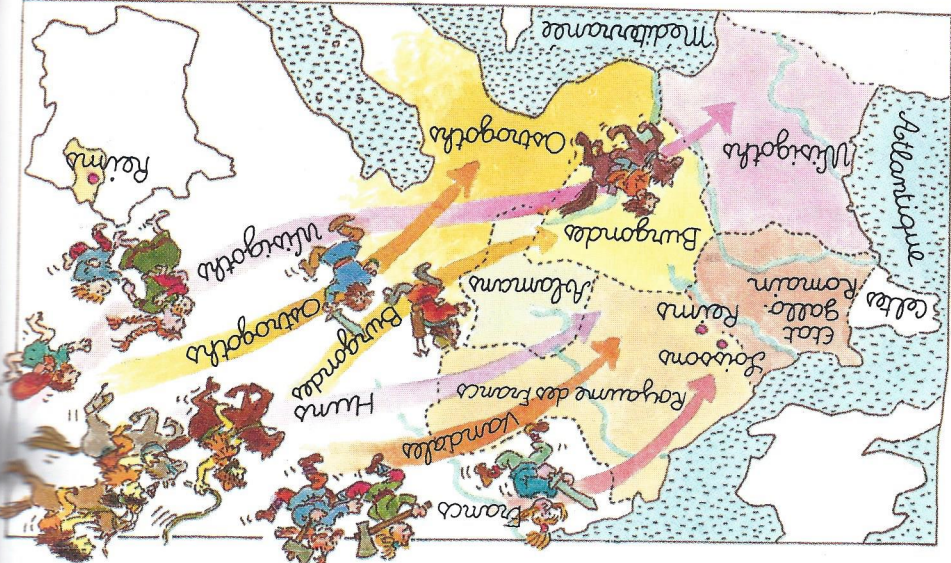 Francs
Vandales
Huns
Royaume des Francs
Soissons
Reims
Celtes
Etat
gallo-
Romain
Alamans
Burgondes
Ostrogoths
Wisigoths
Burgondes
Atlantique
Wisigoths
Ostrogoths
Méditerranée
Reims